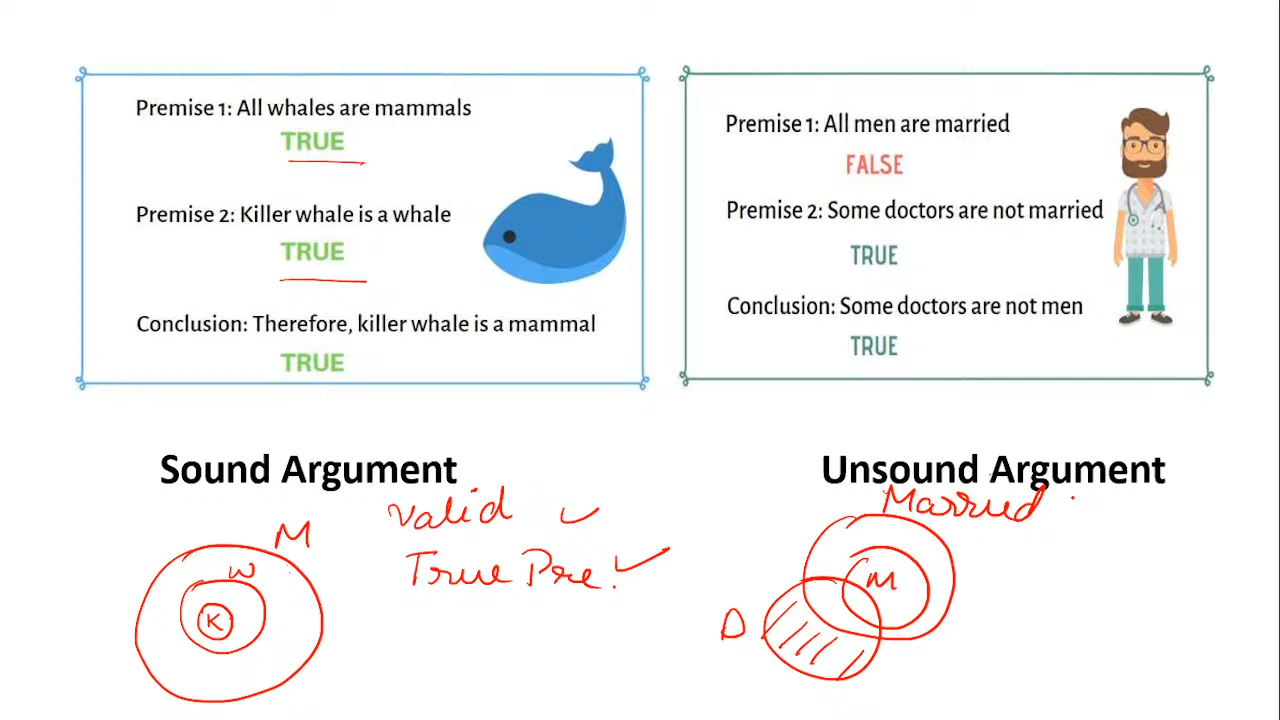 Premise 1: All whales are mammals
TRUE
Premise 2: Killer whale is a whale
TRUE
Conclusion: Therefore, killer whale is a mammal
TRUE
Premise 1: All men are married
FALSE
Premise 2: Some doctors are not married
TRUE
Conclusion: Some doctors are not men
TRUE
Sound Argument
Valid ✓
True Pre. ✓
M
W
K
Unsound Argument
Married
M
D